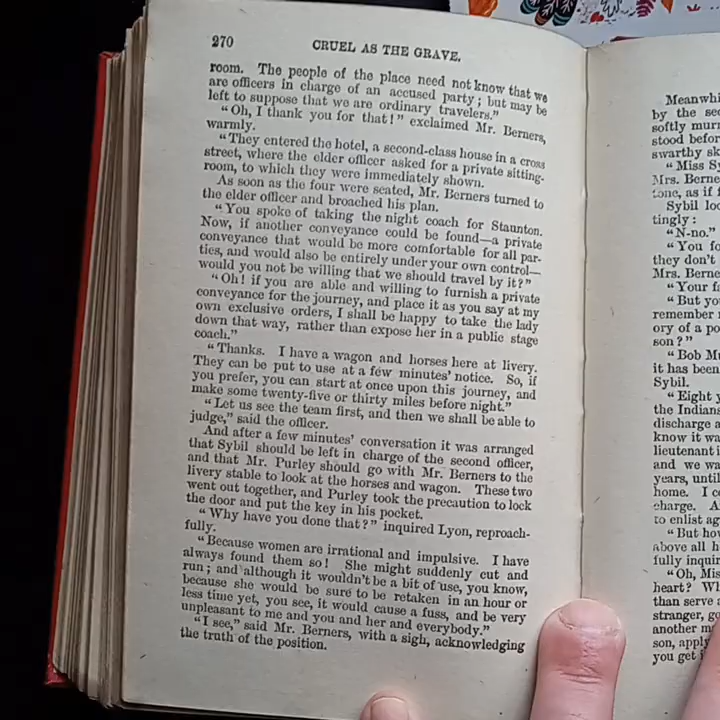 270
CRUEL AS THE GRAVE.
room. The people of the place need not know that we
are officers in charge of an accused party; but may be
left to suppose that we are ordinary travelers."
"Oh, I thank you for that!" exclaimed Mr. Berners,
warmly.
"They entered the hotel, a second-class house in a cross
street, where the elder officer asked for a private sitting-
room, to which they were immediately shown.
As soon as the four were seated, Mr. Berners turned to
the elder officer and broached his plan.
"You spoke of taking the night coach for Staunton.
Now, if another conveyance could be found—a private
conveyance that would be more comfortable for all par-
ties, and would also be entirely under your own control—
would you not be willing that we should travel by it?"
"Oh! if you are able and willing to furnish a private
conveyance for the journey, and place it as you say at my
own exclusive orders, I shall be happy to take the lady
down that way, rather than expose her in a public stage
coach."
"Thanks. I have a wagon and horses here at livery.
They can be put to use at a few minutes' notice. So, if
you prefer, you can start at once upon this journey, and
make some twenty-five or thirty miles before night."
"Let us see the team first, and then we shall be able to
judge," said the officer.
And after a few minutes' conversation it was arranged
that Sybil should be left in charge of the second officer,
and that Mr. Purley should go with Mr. Berners to the
livery stable to look at the horses and wagon. These two
went out together, and Purley took the precaution to lock
the door and put the key in his pocket.
"Why have you done that?" inquired Lyon, reproach-
fully.
"Because women are irrational and impulsive. I have
always found them so! She might suddenly cut and
run; and although it wouldn't be a bit of use, you know,
because she would be sure to be retaken in an hour or
less time yet, you see, it would cause a fuss, and be very
unpleasant to me and you and her and everybody."
"I see," said Mr. Berners, with a sigh, acknowledging
the truth of the position.
Meanwhi
by the sec
softly murr
stood befor
swarthy sk
"Miss Sy
Mrs. Berne
tone, as if
Sybil loo
tingly:
"N-no."
"You fo
they don't
Mrs. Berne
"Your fa
"But yo
remember
ory of a po
son?"
"Bob Mu
it has been
Sybil.
"Eight y
the Indians
discharge a
know it wa
lieutenant i
and we wa
years, until
home. I co
charge. A
to enlist ag
"But how
above all h
fully inquir
"Oh, Mis
heart? Wh
than serve a
stranger, go
another m
son, apply
you get i